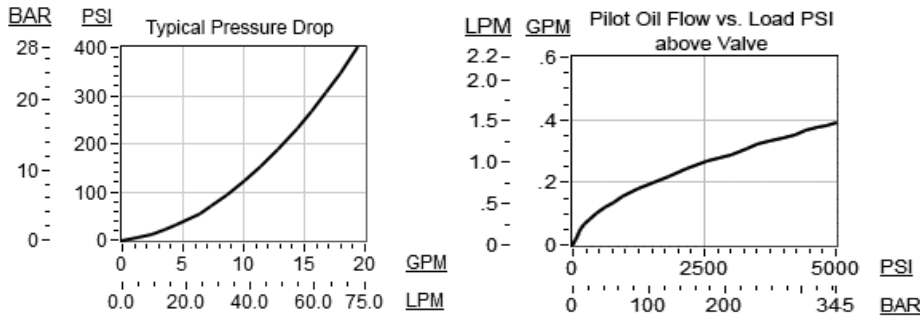 BAR PSI Typical Pressure Drop
28 400
300
20
200
10
100
0 0
0 5 10 15 20 GPM
0.0 20.0 40.0 60.0 75.0 LPM
LPM GPM Pilot Oil Flow vs. Load PSI
above Valve
2.2 .6
2.0
1.5 .4
1.0
.2
.5
0 .0
0 2500 5000 PSI
0 100 200 345 BAR